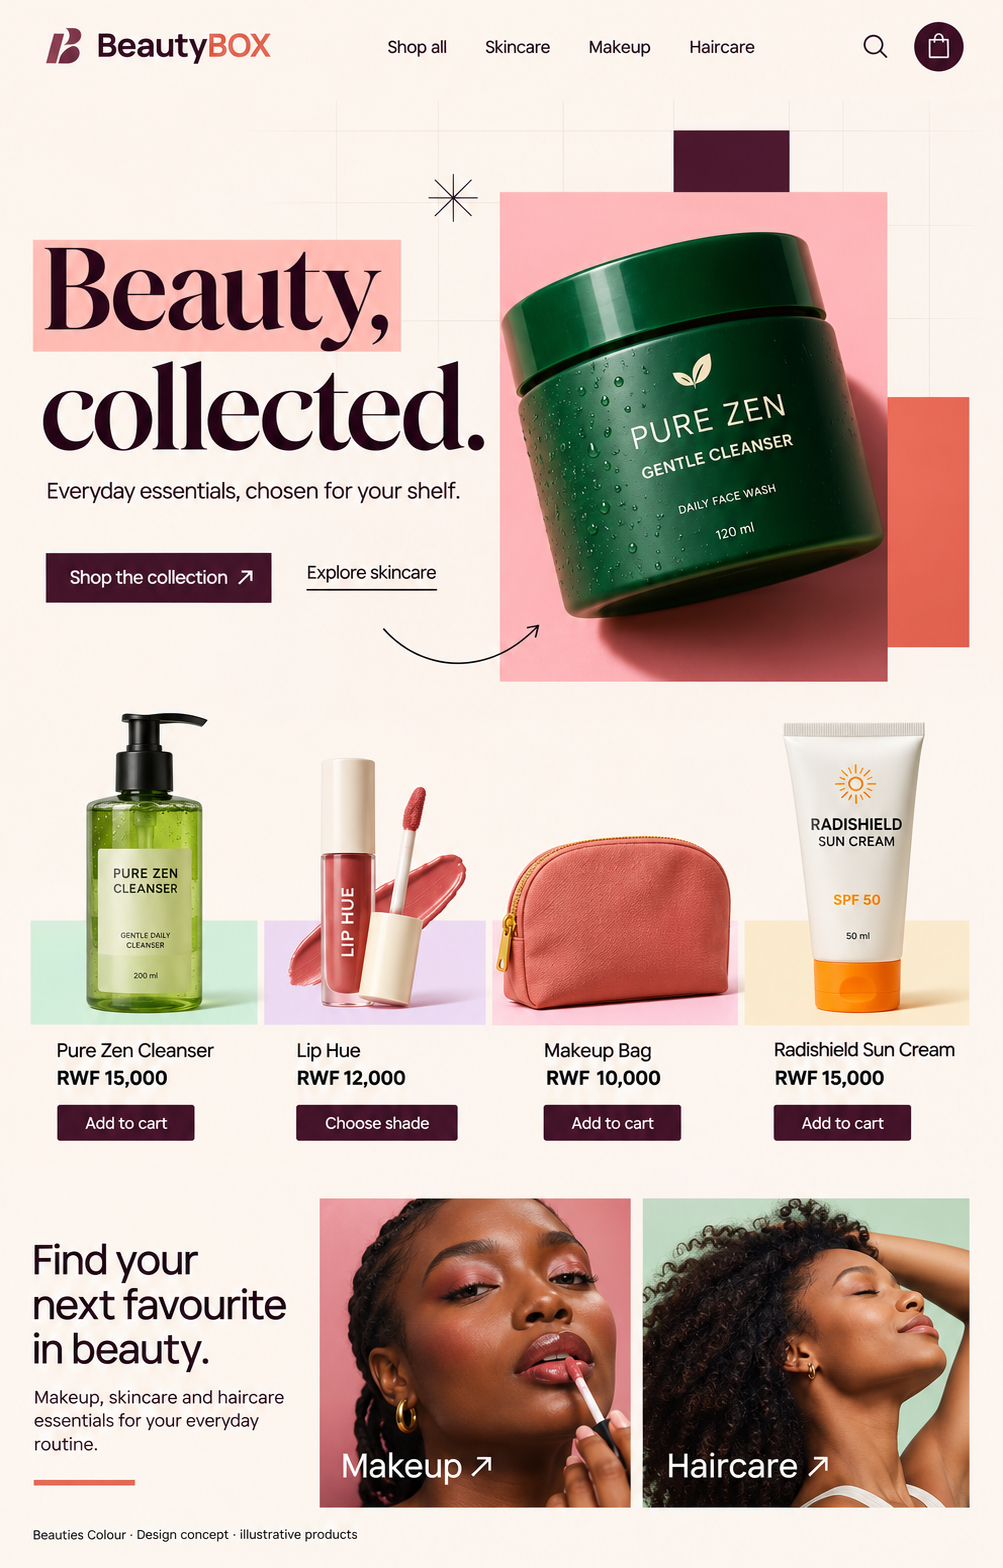 BeautyBOX
Shop all
Skincare
Makeup
Haircare
Beauty,
collected.
Everyday essentials, chosen for your shelf.
Shop the collection ↗
Explore skincare
PURE ZEN
GENTLE CLEANSER
DAILY FACE WASH
120 ml
PURE ZEN
CLEANSER
GENTLE DAILY
CLEANSER
200 ml
LIP HUE
RADISHIELD
SUN CREAM
SPF 50
50 ml
Pure Zen Cleanser
RWF 15,000
Add to cart
Lip Hue
RWF 12,000
Choose shade
Makeup Bag
RWF 10,000
Add to cart
Radishield Sun Cream
RWF 15,000
Add to cart
Find your
next favourite
in beauty.
Makeup, skincare and haircare
essentials for your everyday
routine.
Makeup ↗
Haircare ↗
Beauties Colour · Design concept · illustrative products